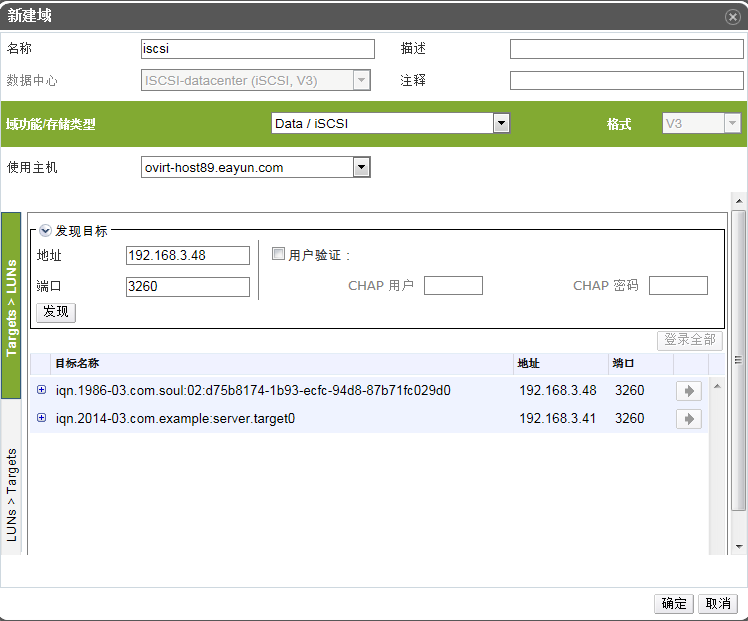 新建域
名称 iscsi 描述
数据中心 ISCSI-datacenter (iSCSI, V3) 注释
域功能/存储类型 Data / iSCSI 格式 V3
使用主机 ovirt-host89.eayun.com
Targets > LUNs
LUNs > Targets
发现目标
地址 192.168.3.48 用户验证 :
端口 3260 CHAP 用户 CHAP 密码
发现
登录全部
目标名称 地址 端口
iqn.1986-03.com.soul:02:d75b8174-1b93-ecfc-94d8-87b71fc029d0 192.168.3.48 3260
iqn.2014-03.com.example:server.target0 192.168.3.41 3260
确定 取消